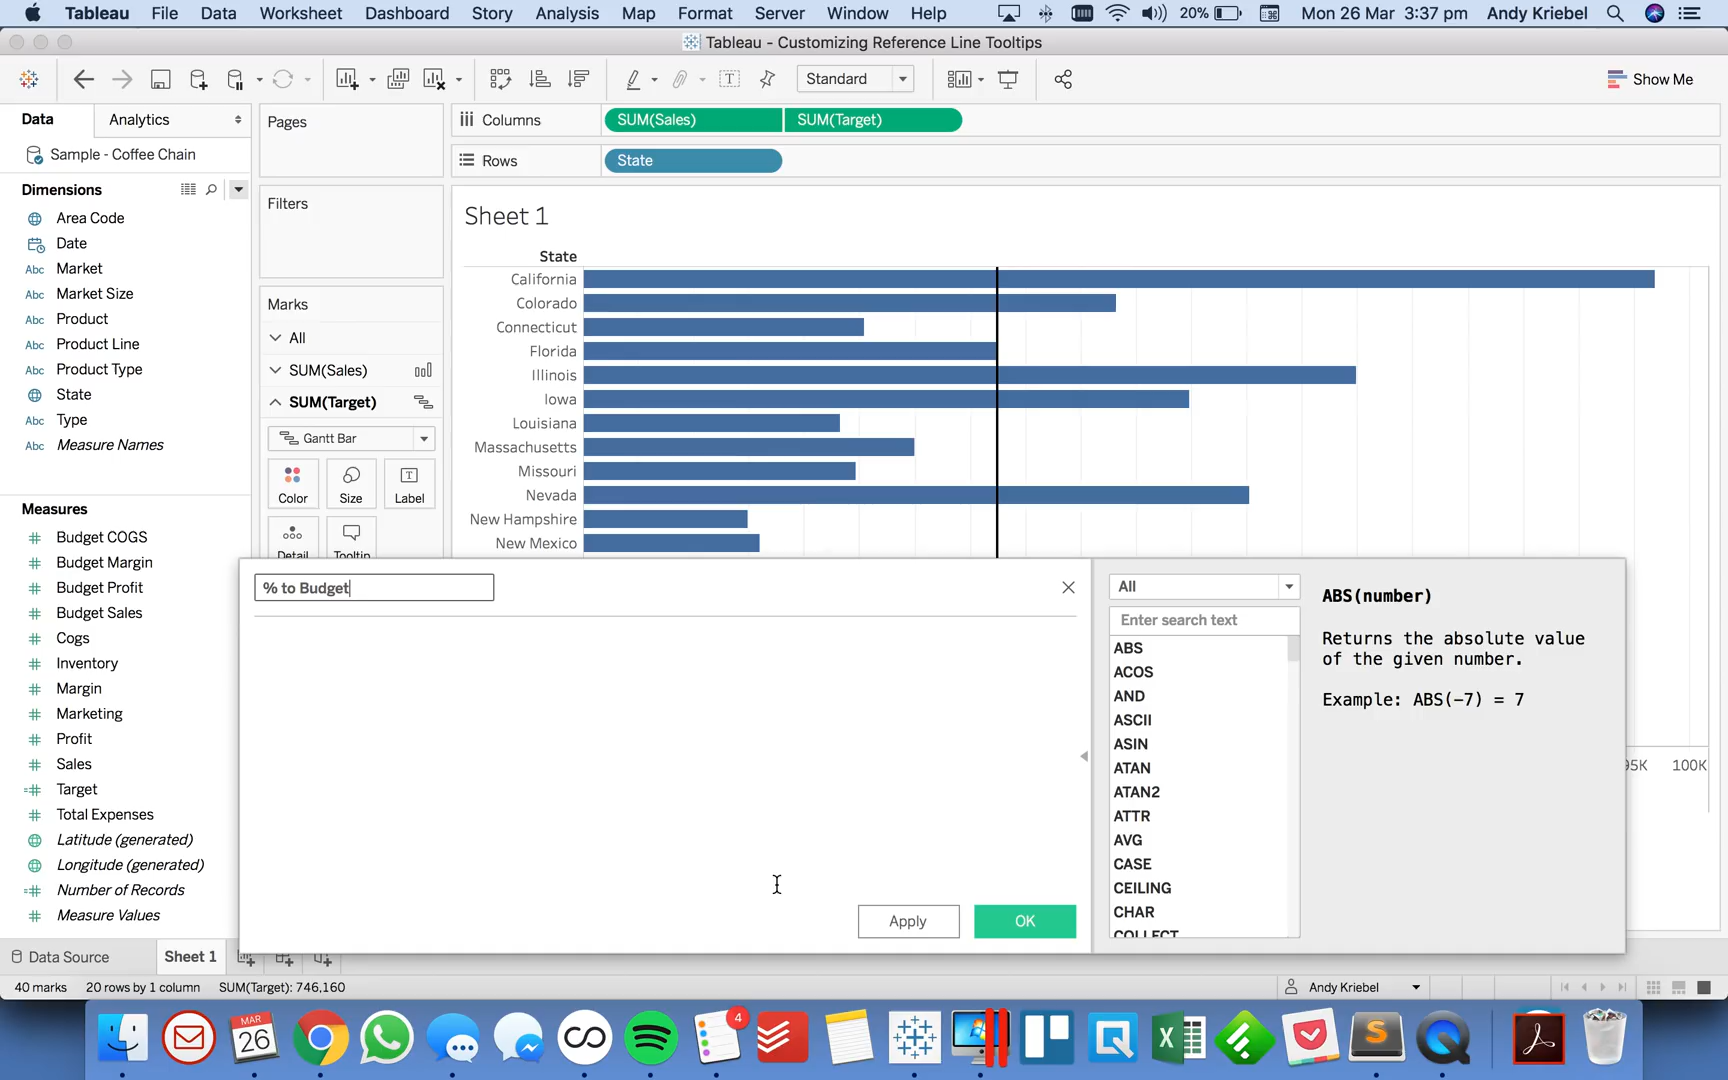 Tableau File Data Worksheet Dashboard Story Analysis Map Format Server Window Help 20% Mon 26 Mar 3:37 pm Andy Kriebel
Tableau - Customizing Reference Line Tooltips
Standard Show Me
Data Analytics Pages Columns SUM(Sales) SUM(Target)
Sample - Coffee Chain Rows State
Dimensions
Filters
Sheet 1
Area Code
Date
Abc Market
Abc Market Size
Abc Product
Abc Product Line
Abc Product Type
State
Abc Type
Abc Measure Names
Measures
Budget COGS
Budget Margin
Budget Profit
Budget Sales
Cogs
Inventory
Margin
Marketing
Profit
Sales
Target
Total Expenses
Latitude (generated)
Longitude (generated)
Number of Records
Measure Values
Marks
All
SUM(Sales)
SUM(Target)
Gantt Bar
Color Size Label
T
Detail Tooltip
State
California
Colorado
Connecticut
Florida
Illinois
Iowa
Louisiana
Massachusetts
Missouri
Nevada
New Hampshire
New Mexico
95K 100K
% to Budget
Apply OK
All
Enter search text
ABS
ACOS
AND
ASCII
ASIN
ATAN
ATAN2
ATTR
AVG
CASE
CEILING
CHAR
COLLECT
ABS(number)
Returns the absolute value
of the given number.
Example: ABS(-7) = 7
Data Source Sheet 1
40 marks 20 rows by 1 column SUM(Target): 746,160 Andy Kriebel
MAR
26
4